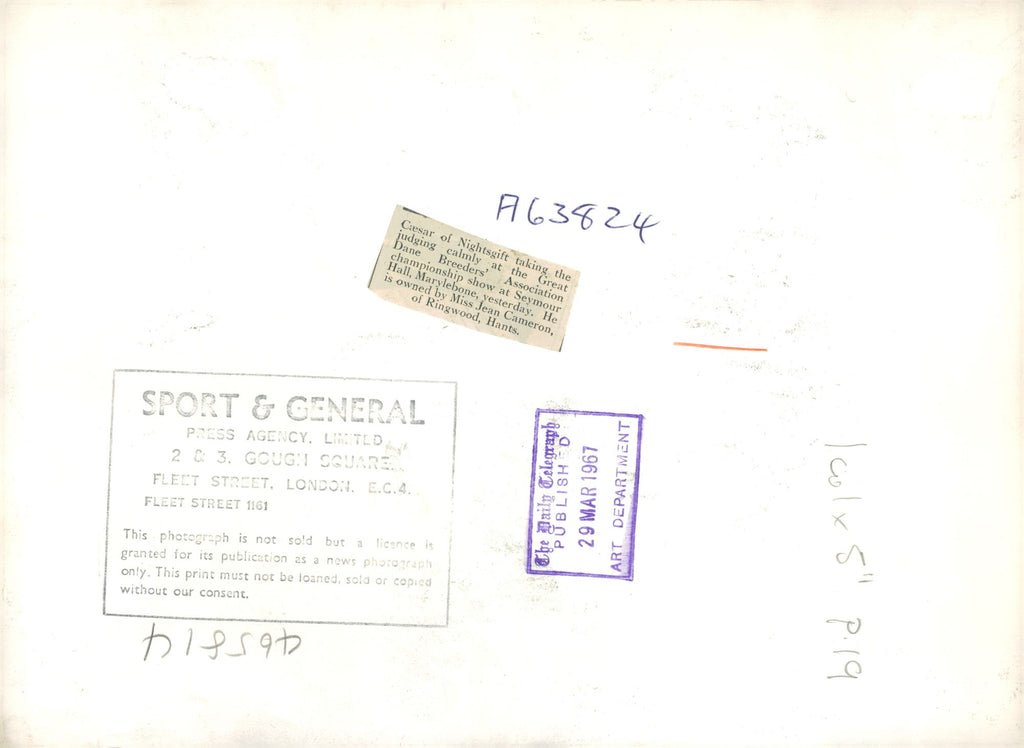 A63824
Cæsar of Nightsgift taking the
judging calmly at the Great
Dane Breeders' Association
championship show at Seymour
Hall, Marylebone, yesterday. He
is owned by Miss Jean Cameron,
of Ringwood, Hants.
SPORT & GENERAL
PRESS AGENCY, LIMITED
2 & 3, GOUGH SQUARE
FLEET STREET, LONDON, E.C.4.
FLEET STREET 1161
This photograph is not sold but a licence is
granted for its publication as a news photograph
only. This print must not be loaned, sold or copied
without our consent.
The Daily Telegraph
PUBLISHED
29 MAR 1967
ART DEPARTMENT
1 col x 5" p.19